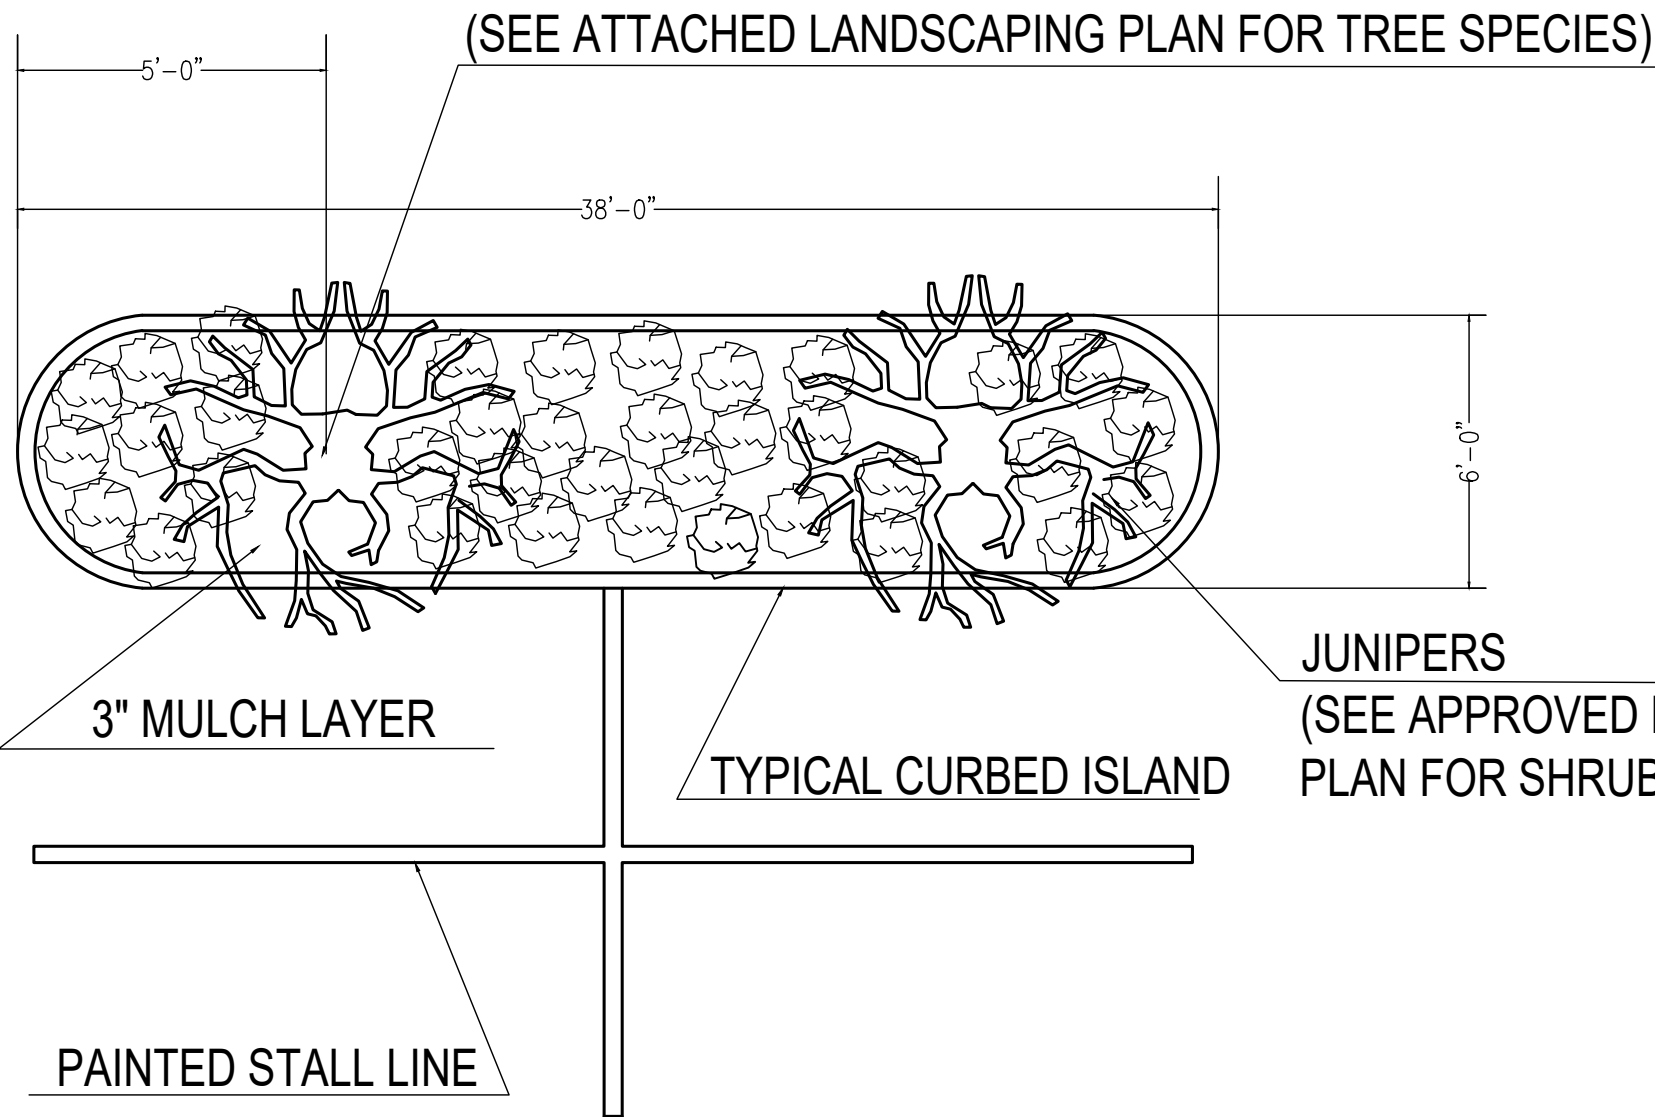 (SEE ATTACHED LANDSCAPING PLAN FOR TREE SPECIES)
5'-0"
38'-0"
6'-0"
JUNIPERS
(SEE APPROVED
PLAN FOR SHRUB
3" MULCH LAYER
TYPICAL CURBED ISLAND
PAINTED STALL LINE